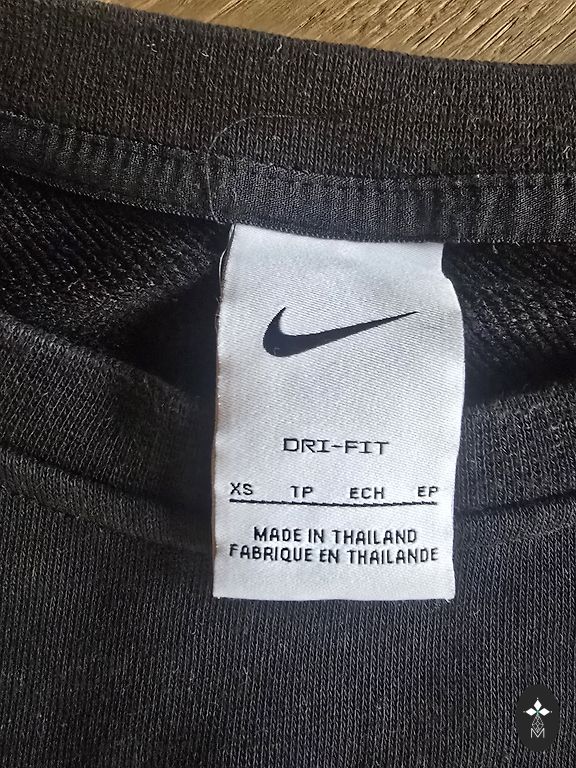 DRI-FIT
XS TP ECH EP
MADE IN THAILAND
FABRIQUE EN THAILANDE